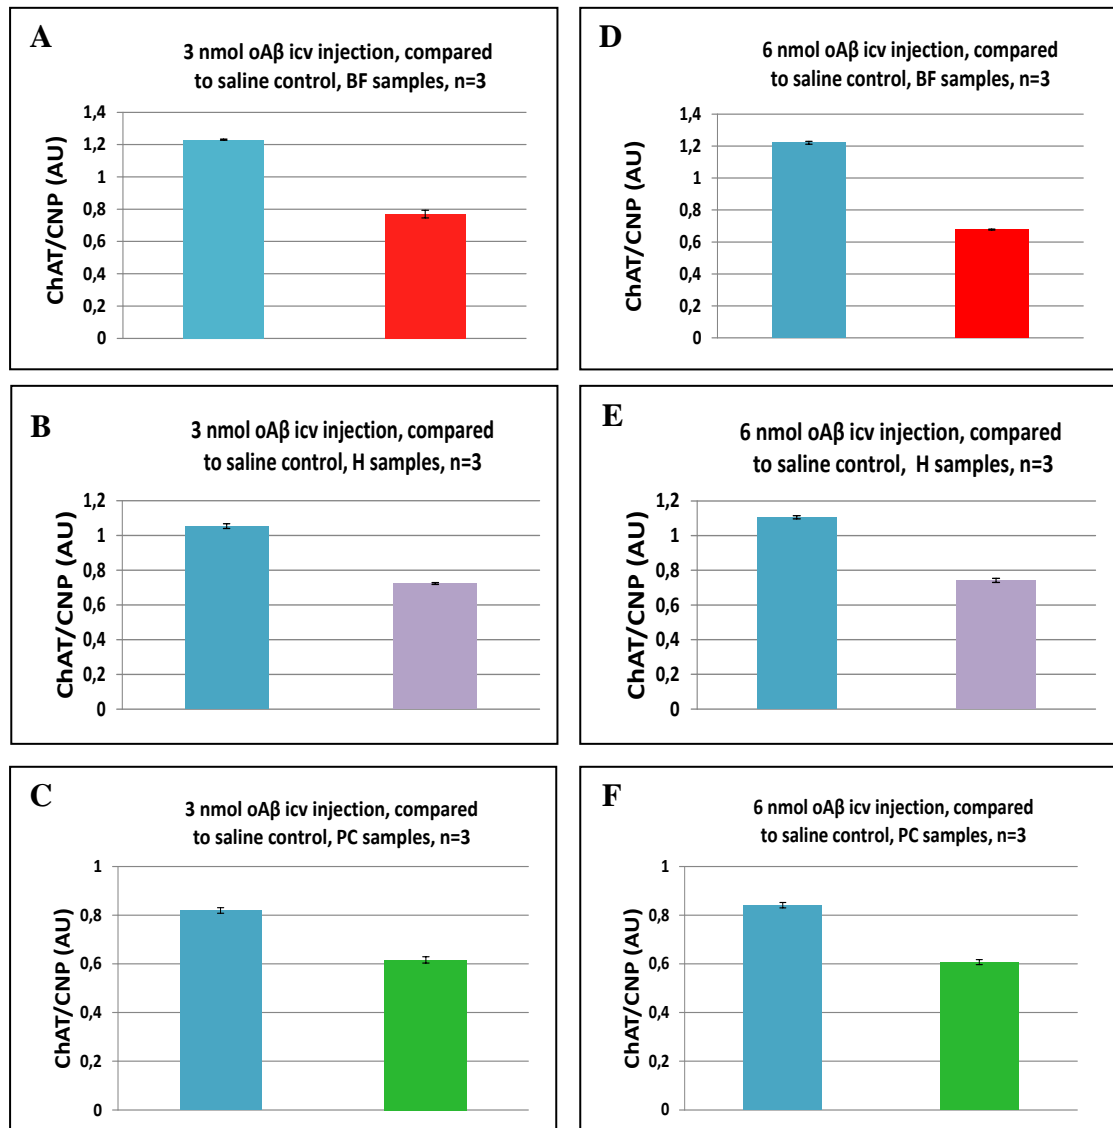 A
3 nmol oAβ icv injection, compared
to saline control, BF samples, n=3
ChAT/CNP (AU)
1,4
1,2
1
0,8
0,6
0,4
0,2
0
D
6 nmol oAβ icv injection, compared
to saline control, BF samples, n=3
ChAT/CNP (AU)
1,4
1,2
1
0,8
0,6
0,4
0,2
0
B
3 nmol oAβ icv injection, compared
to saline control, H samples, n=3
ChAT/CNP (AU)
1,2
1
0,8
0,6
0,4
0,2
0
E
6 nmol oAβ icv injection, compared
to saline control, H samples, n=3
ChAT/CNP (AU)
1,2
1
0,8
0,6
0,4
0,2
0
C
3 nmol oAβ icv injection, compared
to saline control, PC samples, n=3
ChAT/CNP (AU)
1
0,8
0,6
0,4
0,2
0
F
6 nmol oAβ icv injection, compared
to saline control, PC samples, n=3
ChAT/CNP (AU)
1
0,8
0,6
0,4
0,2
0